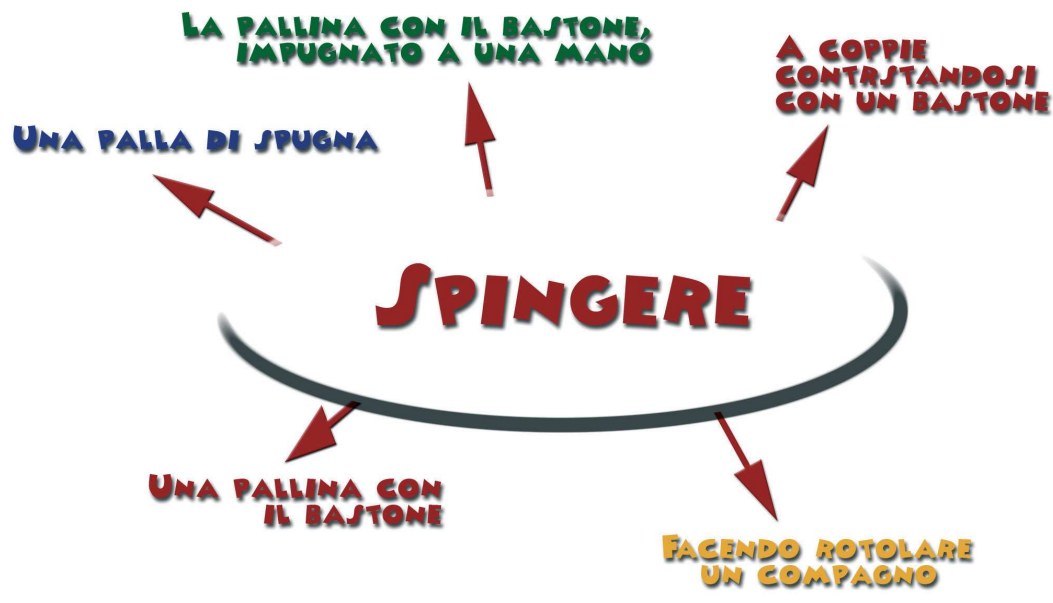 La pallina con il bastone,
impugnato a una mano
A coppie
contrstandosi
con un bastone
Una palla di spugna
Spingere
Una pallina con
il bastone
Facendo rotolare
un compagno